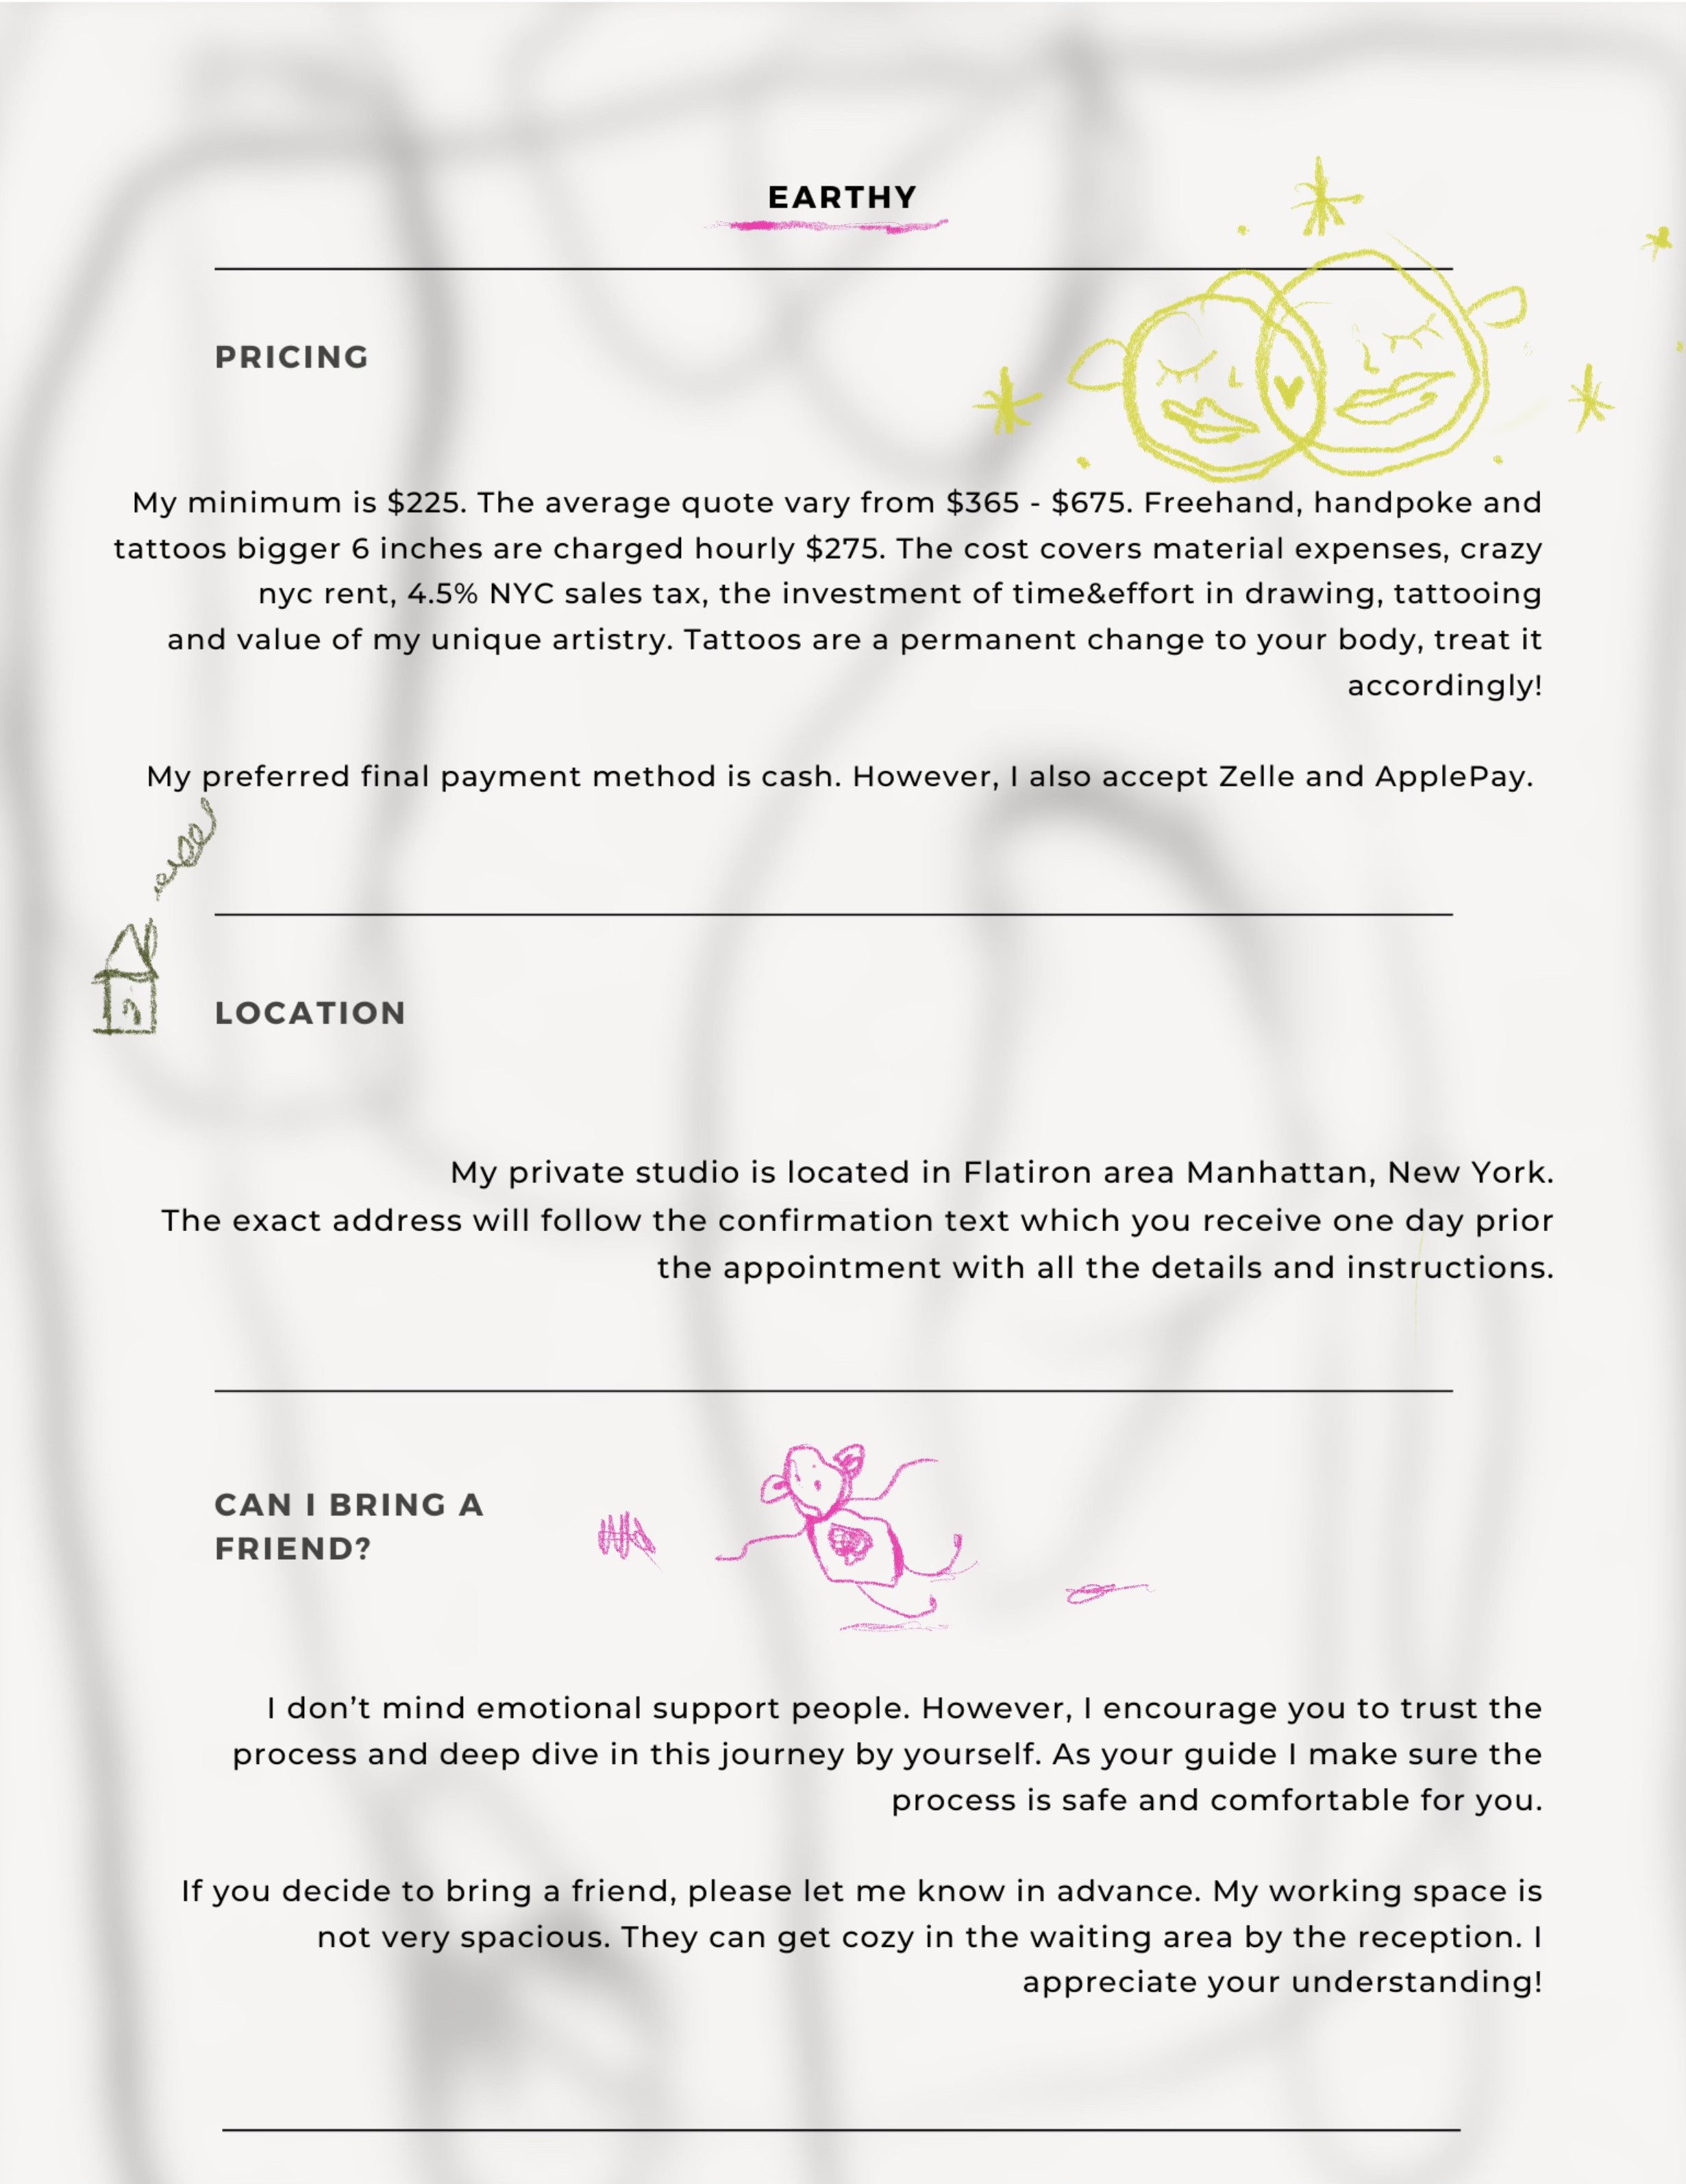 EARTHY
PRICING
My minimum is $225. The average quote vary from $365 - $675. Freehand, handpoke and
tattoos bigger 6 inches are charged hourly $275. The cost covers material expenses, crazy
nyc rent, 4.5% NYC sales tax, the investment of time&effort in drawing, tattooing
and value of my unique artistry. Tattoos are a permanent change to your body, treat it
accordingly!
My preferred final payment method is cash. However, I also accept Zelle and ApplePay.
LOCATION
My private studio is located in Flatiron area Manhattan, New York.
The exact address will follow the confirmation text which you receive one day prior
the appointment with all the details and instructions.
CAN I BRING A
FRIEND?
I don’t mind emotional support people. However, I encourage you to trust the
process and deep dive in this journey by yourself. As your guide I make sure the
process is safe and comfortable for you.
If you decide to bring a friend, please let me know in advance. My working space is
not very spacious. They can get cozy in the waiting area by the reception. I
appreciate your understanding!